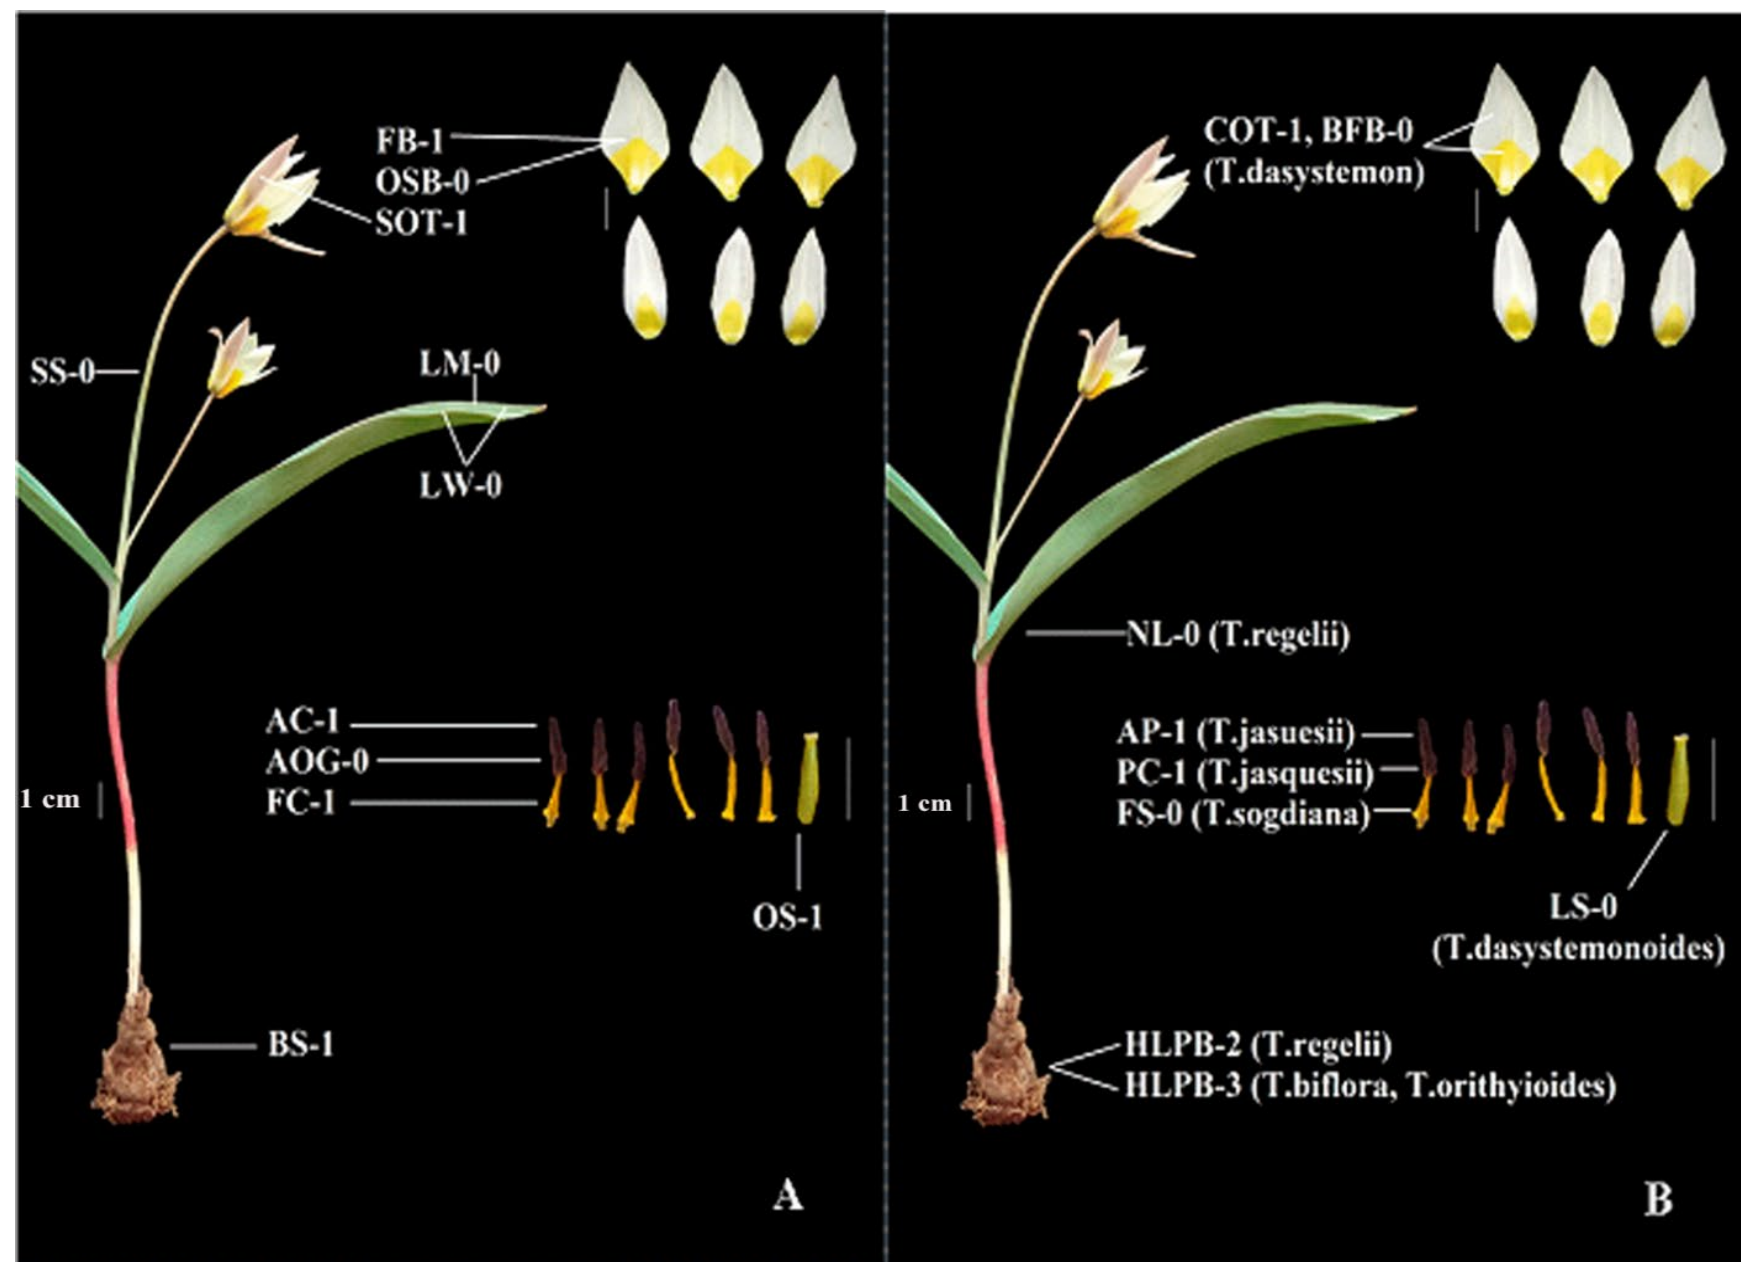 FB-1
OSB-0
SOT-1
SS-0
LM-0
LW-0
AC-1
AOG-0
FC-1
1 cm
OS-1
BS-1
A
COT-1, BFB-0
(T.dasystemon)
NL-0 (T.regelii)
AP-1 (T.jasuesii)
PC-1 (T.jasquesii)
FS-0 (T.sogdiana)
1 cm
LS-0
(T.dasystemonoides)
HLPB-2 (T.regelii)
HLPB-3 (T.biflora, T.orithyioides)
B